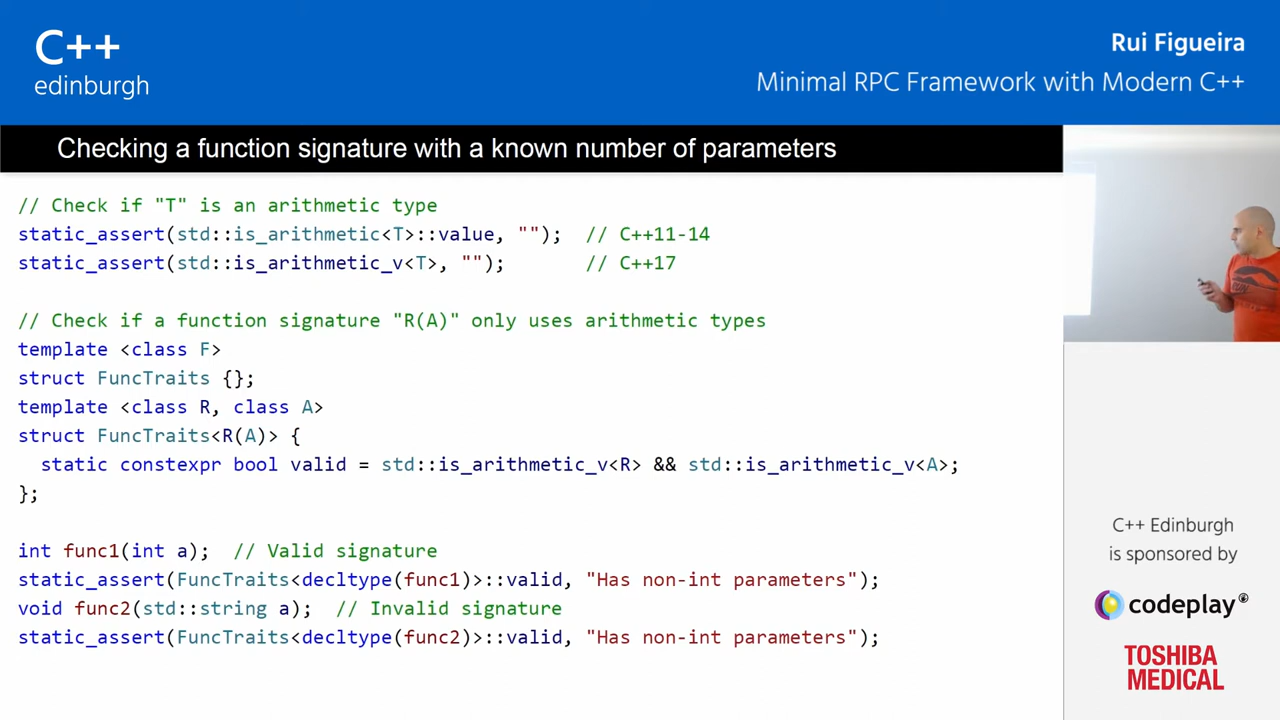 C++
edinburgh
Rui Figueira
Minimal RPC Framework with Modern C++
Checking a function signature with a known number of parameters
// Check if "T" is an arithmetic type
static_assert(std::is_arithmetic<T>::value, "");  // C++11-14
static_assert(std::is_arithmetic_v<T>, "");       // C++17
// Check if a function signature "R(A)" only uses arithmetic types
template <class F>
struct FuncTraits {};
template <class R, class A>
struct FuncTraits<R(A)> {
  static constexpr bool valid = std::is_arithmetic_v<R> && std::is_arithmetic_v<A>;
};
int func1(int a);  // Valid signature
static_assert(FuncTraits<decltype(func1)>::valid, "Has non-int parameters");
void func2(std::string a);  // Invalid signature
static_assert(FuncTraits<decltype(func2)>::valid, "Has non-int parameters");
C++ Edinburgh
is sponsored by
codeplay
TOSHIBA
MEDICAL